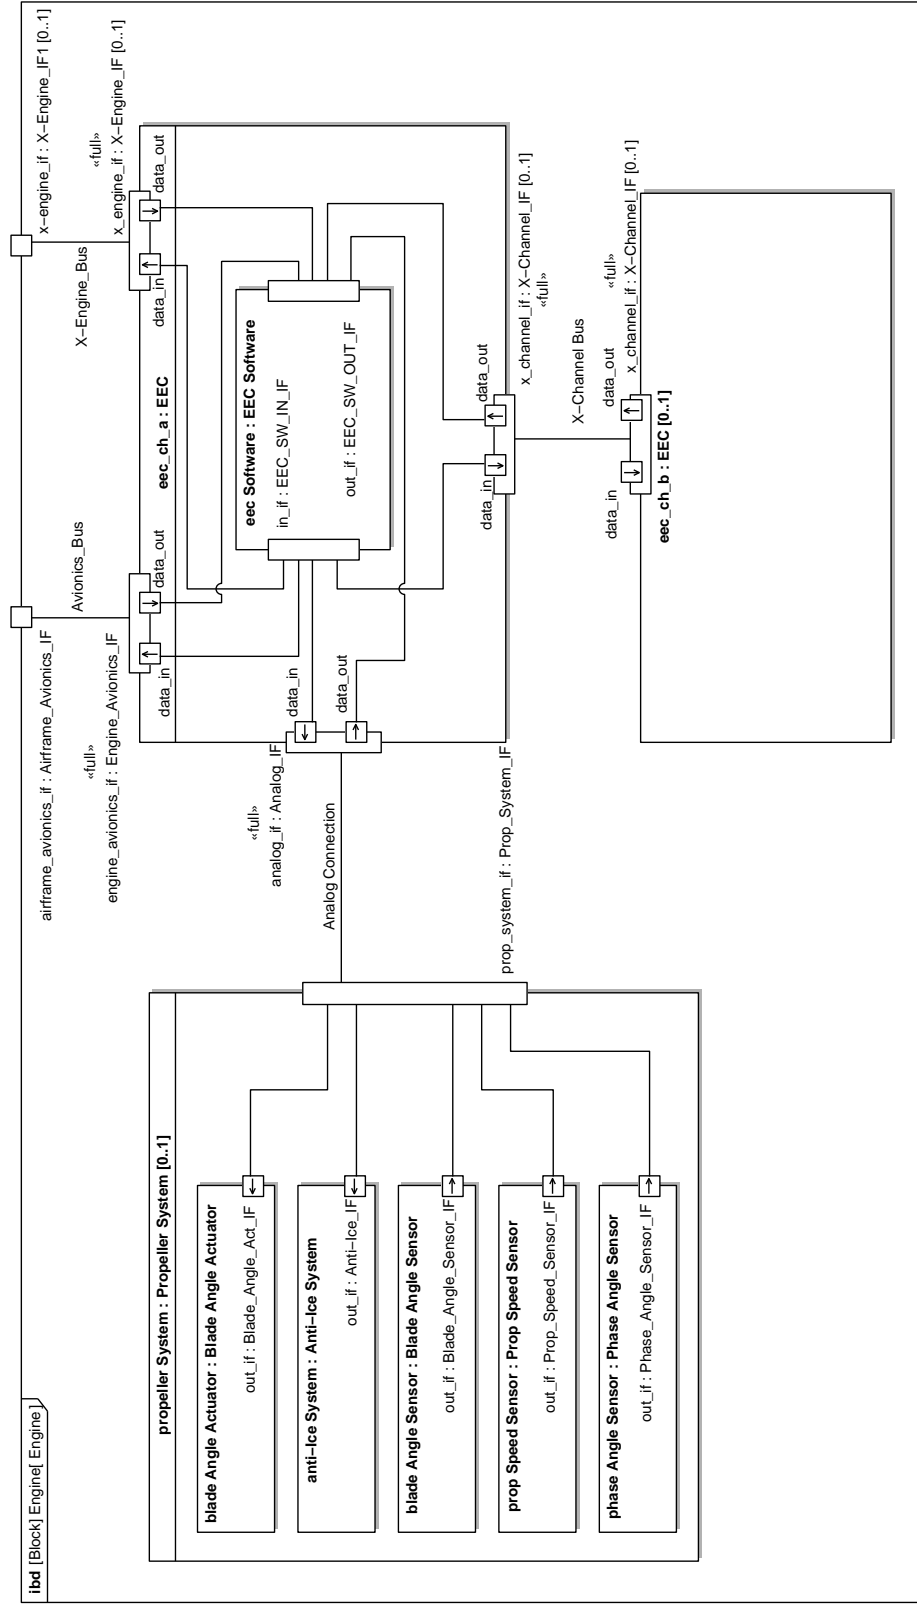 ibd [Block] Engine[ Engine]
airframe_avionics_if : Airframe_Avionics_IF
x-engine_if : X-Engine_IF1 [0..1]
Avionics_Bus
X-Engine_Bus
«full»
engine_avionics_if : Engine_Avionics_IF
«full»
x_engine_if : X-Engine_IF [0..1]
data_in
data_out
data_in
data_out
eec_ch_a : EEC
eec Software : EEC Software
in_if : EEC_SW_IN_IF
out_if : EEC_SW_OUT_IF
«full»
analog_if : Analog_IF
data_in
data_out
Analog Connection
prop_system_if : Prop_System_IF
propeller System : Propeller System [0..1]
blade Angle Actuator : Blade Angle Actuator
out_if : Blade_Angle_Act_IF
anti-Ice System : Anti-Ice System
out_if : Anti-Ice_IF
blade Angle Sensor : Blade Angle Sensor
out_if : Blade_Angle_Sensor_IF
prop Speed Sensor : Prop Speed Sensor
out_if : Prop_Speed_Sensor_IF
phase Angle Sensor : Phase Angle Sensor
out_if : Phase_Angle_Sensor_IF
data_in
data_out
x_channel_if : X-Channel_IF [0..1]
«full»
X-Channel Bus
data_in
data_out
«full»
x_channel_if : X-Channel_IF [0..1]
eec_ch_b : EEC [0..1]